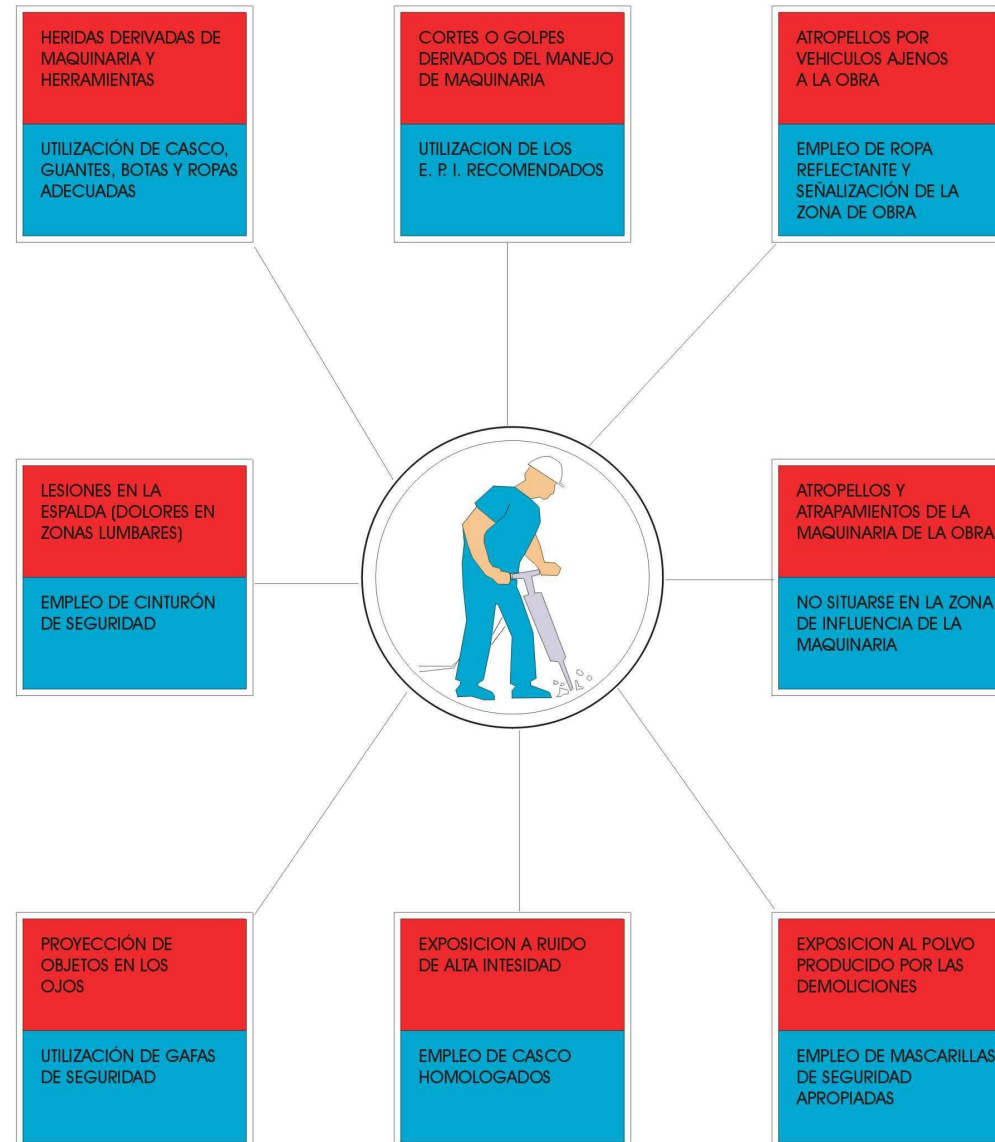 HERIDAS DERIVADAS DE
MAQUINARIA Y
HERRAMIENTAS
UTILIZACIÓN DE CASCO,
GUANTES, BOTAS Y ROPAS
ADECUADAS
CORTES O GOLPES
DERIVADOS DEL MANEJO
DE MAQUINARIA
UTILIZACION DE LOS
E. P. I. RECOMENDADOS
ATROPELLOS POR
VEHICULOS AJENOS
A LA OBRA
EMPLEO DE ROPA
REFLECTANTE Y
SEÑALIZACIÓN DE LA
ZONA DE OBRA
LESIONES EN LA
ESPALDA (DOLORES EN
ZONAS LUMBARES)
EMPLEO DE CINTURÓN
DE SEGURIDAD
ATROPELLOS Y
ATRAPAMIENTOS DE LA
MAQUINARIA DE LA OBRA
NO SITUARSE EN LA ZONA
DE INFLUENCIA DE LA
MAQUINARIA
PROYECCIÓN DE
OBJETOS EN LOS
OJOS
UTILIZACIÓN DE GAFAS
DE SEGURIDAD
EXPOSICION A RUIDO
DE ALTA INTESIDAD
EMPLEO DE CASCO
HOMOLOGADOS
EXPOSICION AL POLVO
PRODUCIDO POR LAS
DEMOLICIONES
EMPLEO DE MASCARILLAS
DE SEGURIDAD
APROPIADAS